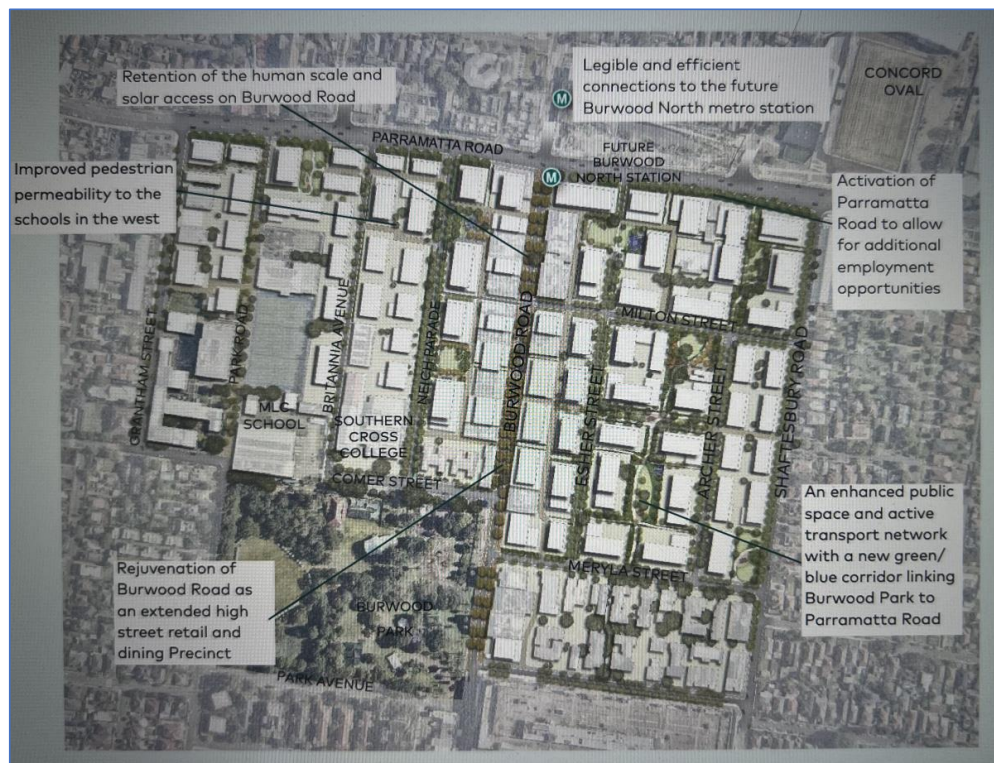 Retention of the human scale and
solar access on Burwood Road
Legible and efficient
connections to the future
Burwood North metro station
CONCORD
OVAL
M
PARRAMATTA ROAD
FUTURE
BURWOOD
NORTH STATION
M
Improved pedestrian
permeability to the
schools in the west
Activation of
Parramatta
Road to allow
for additional
employment
opportunities
GRANTHAM STREET
PARK ROAD
BRITANNIA AVENUE
NEICH PARADE
BURWOOD ROAD
MILTON STREET
ESHER STREET
ARCHER STREET
SHAFTESBURY ROAD
MLC
SCHOOL
SOUTHERN
CROSS
COLLEGE
COMER STREET
An enhanced public
space and active
transport network
with a new green/
blue corridor linking
Burwood Park to
Parramatta Road
MERYLA STREET
Rejuvenation of
Burwood Road as
an extended high
street retail and
dining Precinct
BURWOOD
PARK
PARK AVENUE